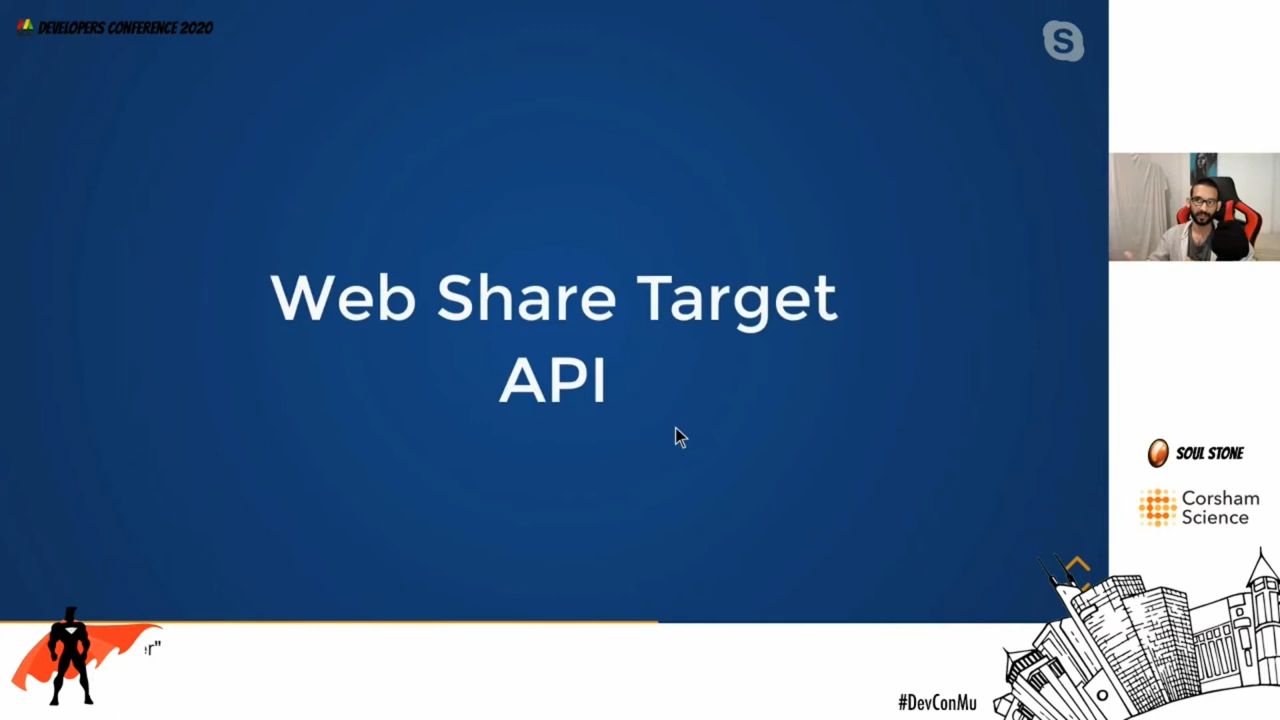 DEVELOPERS CONFERENCE 2020
S
Web Share Target
API
SOUL STONE
Corsham
Science
r"
#DevConMu